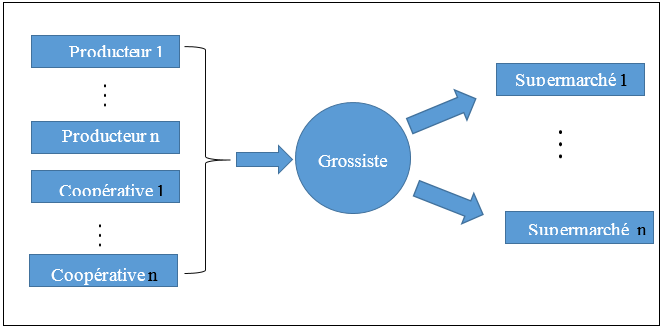 Producteur 1
Producteur n
Coopérative 1
Coopérative n
Grossiste
Supermarché 1
Supermarché n